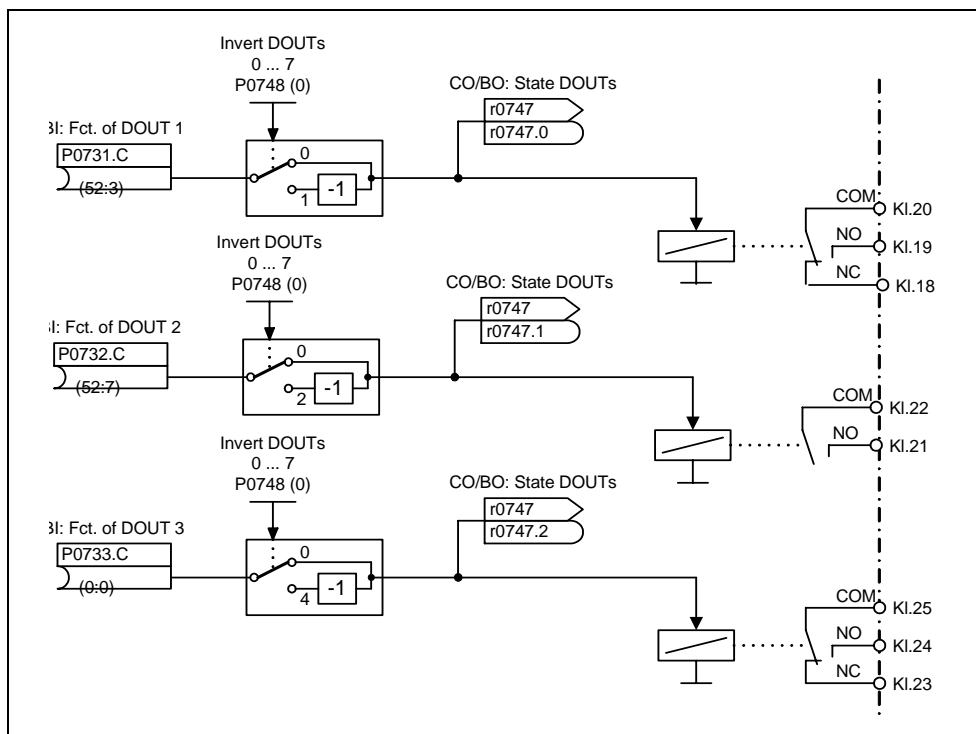 Invert DOUTs
0 ... 7
P0748 (0)
CO/BO: State DOUTs
r0747
r0747.0
BI: Fct. of DOUT 1
P0731.C
(52:3)
0
1
-1
COM
Kl.20
NO
Kl.19
NC
Kl.18
Invert DOUTs
0 ... 7
P0748 (0)
CO/BO: State DOUTs
r0747
r0747.1
BI: Fct. of DOUT 2
P0732.C
(52:7)
0
2
-1
COM
Kl.22
NO
Kl.21
Invert DOUTs
0 ... 7
P0748 (0)
CO/BO: State DOUTs
r0747
r0747.2
BI: Fct. of DOUT 3
P0733.C
(0:0)
0
4
-1
COM
Kl.25
NO
Kl.24
NC
Kl.23